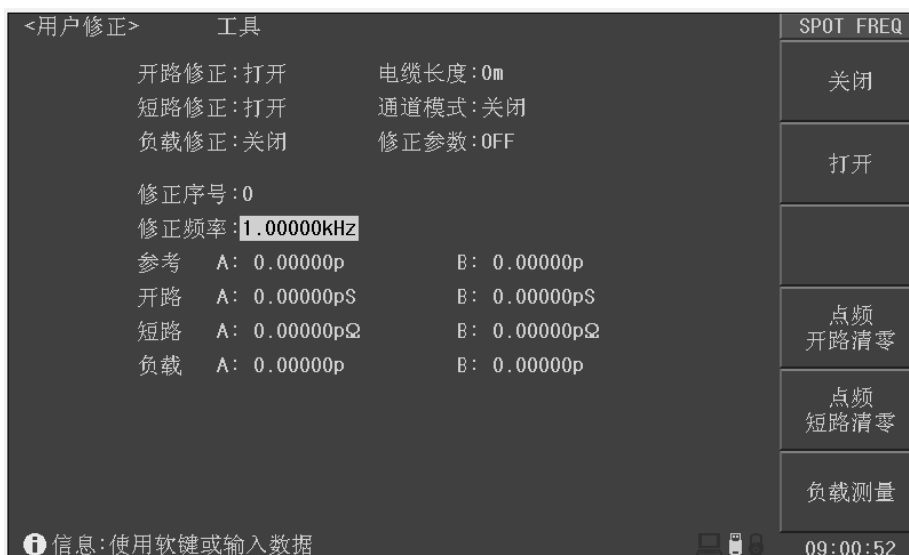 <用户修正> 工具 SPOT FREQ
开路修正:打开 电缆长度:0m
关闭
短路修正:打开 通道模式:关闭
负载修正:关闭 修正参数:OFF
打开
修正序号:0
修正频率:1.00000kHz
参考 A: 0.00000p B: 0.00000p
开路 A: 0.00000pS B: 0.00000pS
点频
开路清零
短路 A: 0.00000pΩ B: 0.00000pΩ
负载 A: 0.00000p B: 0.00000p
点频
短路清零
负载测量
信息:使用软键或输入数据
09:00:52